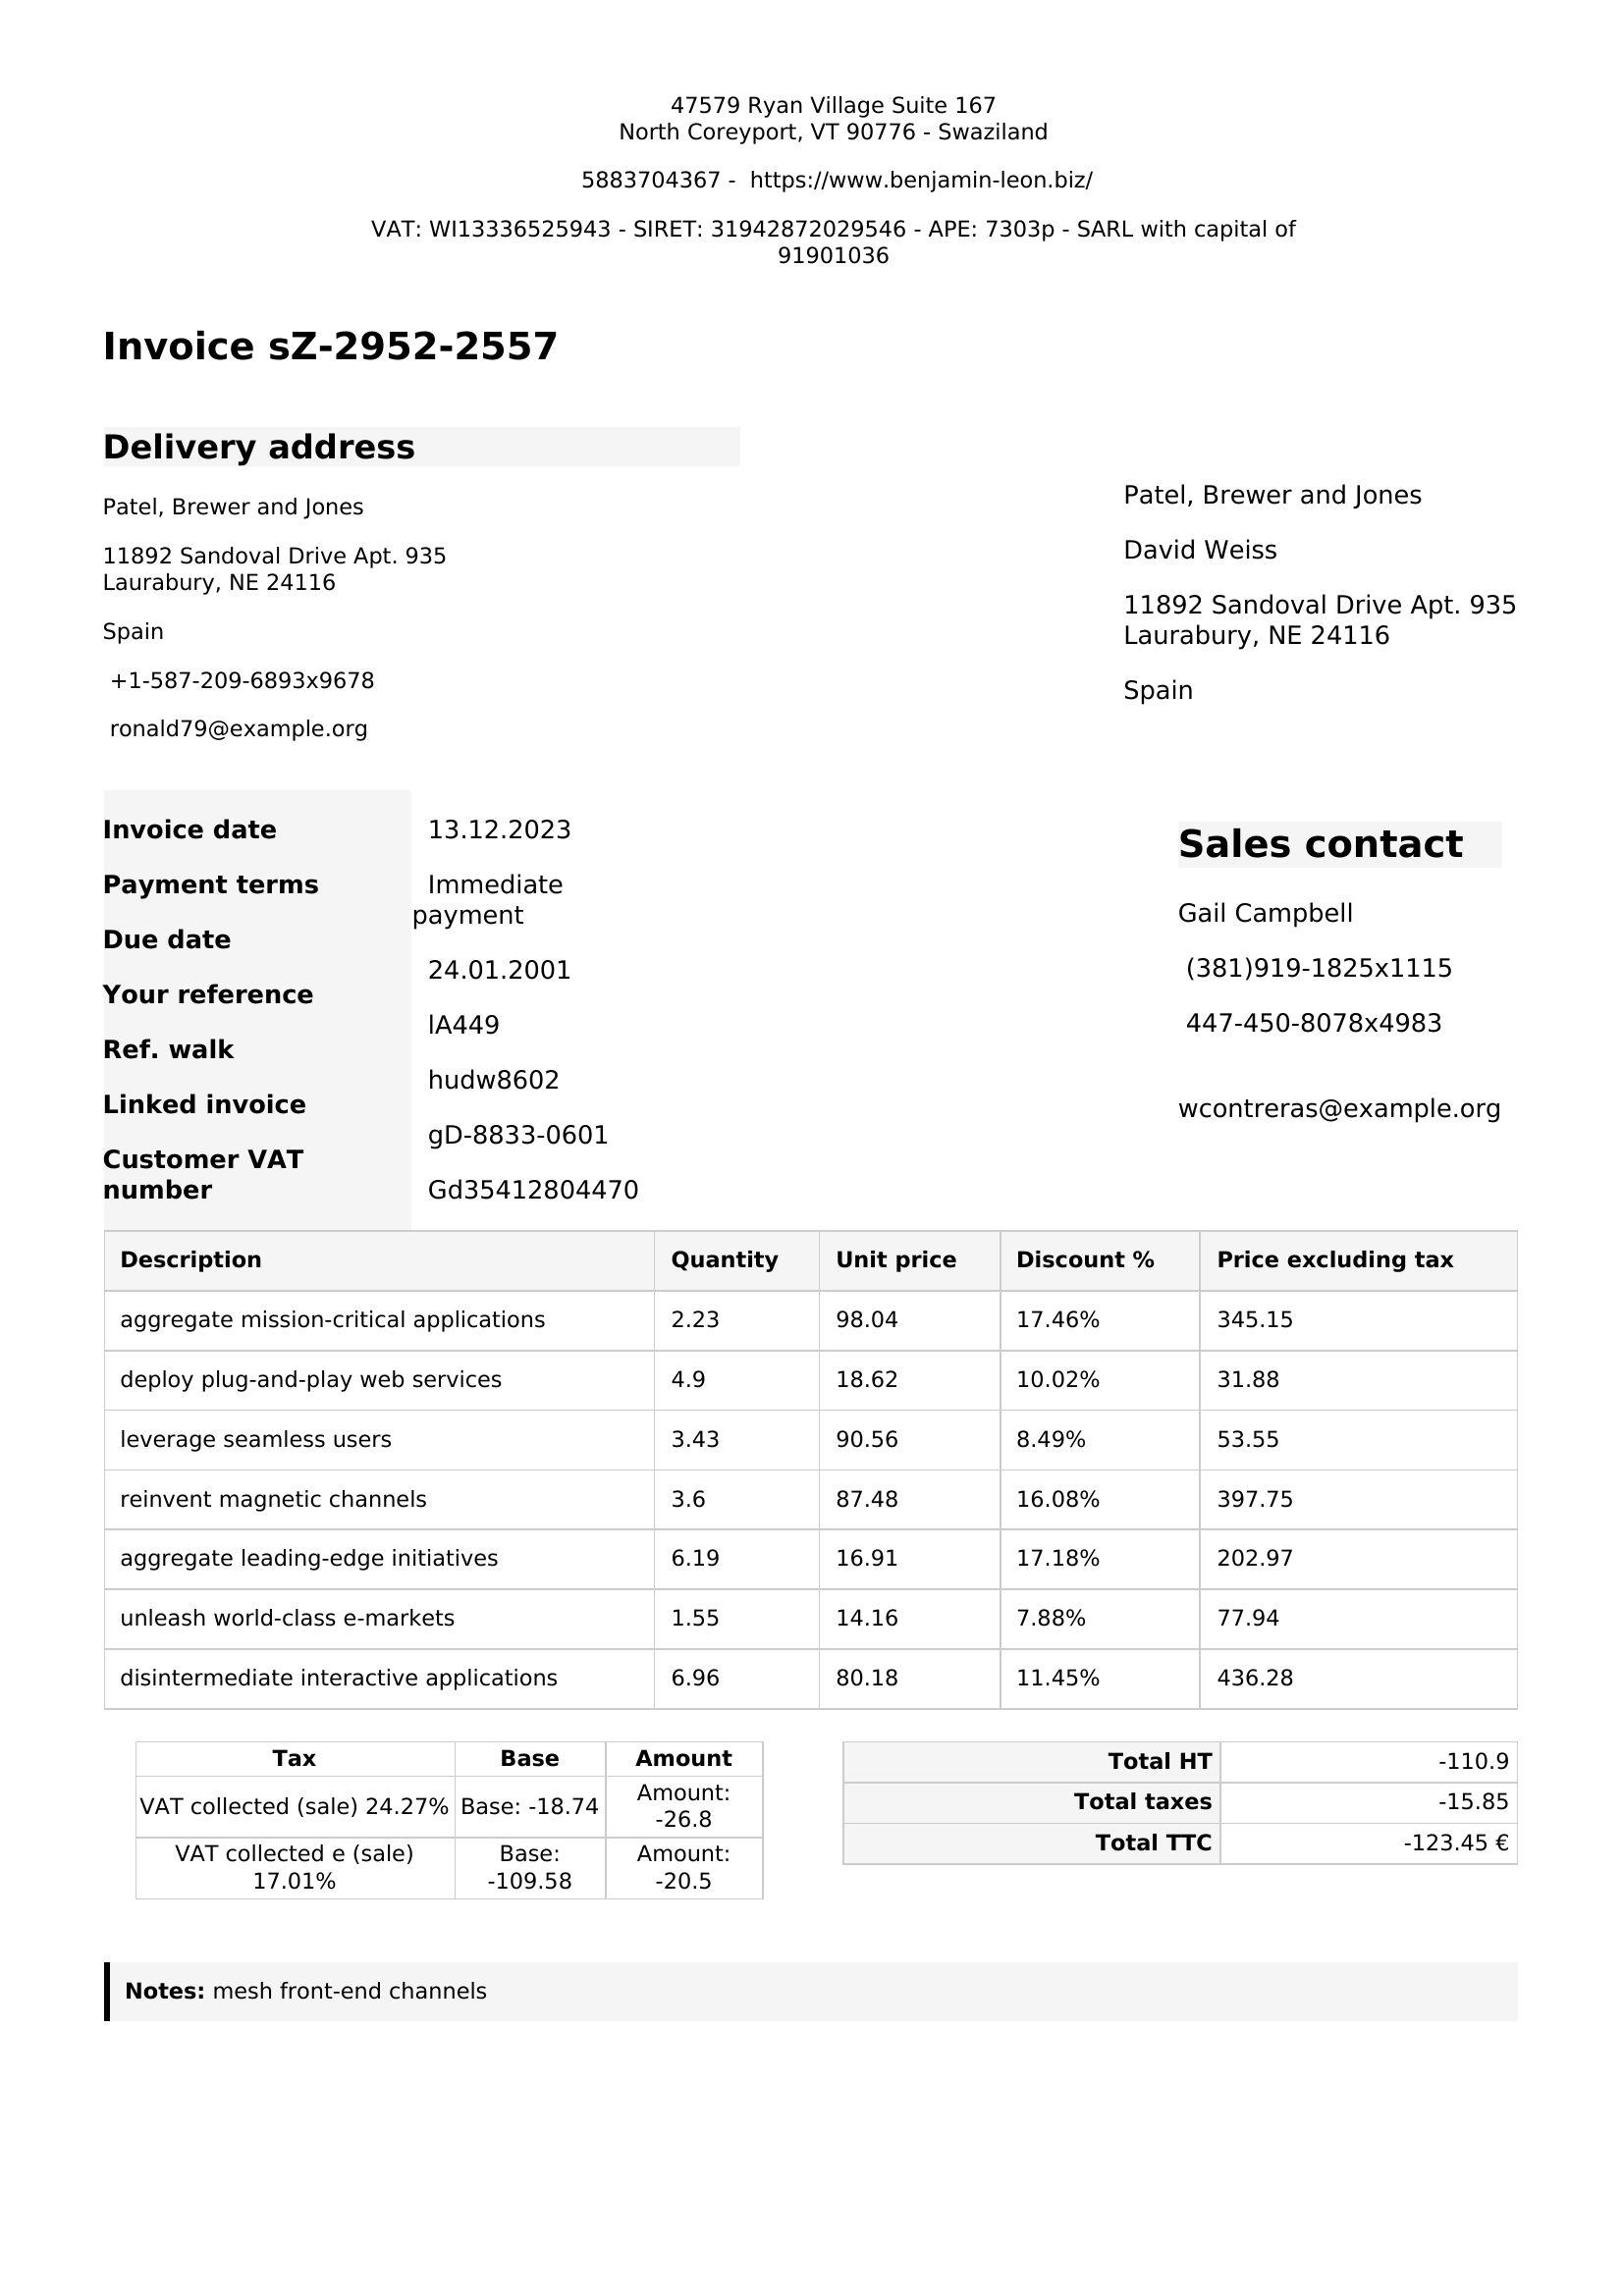 47579 Ryan Village Suite 167
North Coreyport, VT 90776 - Swaziland
5883704367 - https://www.benjamin-leon.biz/
VAT: WI13336525943 - SIRET: 31942872029546 - APE: 7303p - SARL with capital of
91901036
Invoice sZ-2952-2557
Delivery address
Patel, Brewer and Jones
11892 Sandoval Drive Apt. 935
Laurabury, NE 24116
Spain
+1-587-209-6893x9678
ronald79@example.org
Patel, Brewer and Jones
David Weiss
11892 Sandoval Drive Apt. 935
Laurabury, NE 24116
Spain
Invoice date
Payment terms
Due date
Your reference
Ref. walk
Linked invoice
Customer VAT
number
13.12.2023
Immediate
payment
24.01.2001
lA449
hudw8602
gD-8833-0601
Gd35412804470
Sales contact
Gail Campbell
(381)919-1825x1115
447-450-8078x4983
wcontreras@example.org
Description Quantity Unit price Discount % Price excluding tax
aggregate mission-critical applications 2.23 98.04 17.46% 345.15
deploy plug-and-play web services 4.9 18.62 10.02% 31.88
leverage seamless users 3.43 90.56 8.49% 53.55
reinvent magnetic channels 3.6 87.48 16.08% 397.75
aggregate leading-edge initiatives 6.19 16.91 17.18% 202.97
unleash world-class e-markets 1.55 14.16 7.88% 77.94
disintermediate interactive applications 6.96 80.18 11.45% 436.28
Tax Base Amount
VAT collected (sale) 24.27% Base: -18.74 Amount:
-26.8
VAT collected e (sale) Base: Amount:
17.01% -109.58 -20.5
Total HT -110.9
Total taxes -15.85
Total TTC -123.45 €
Notes: mesh front-end channels